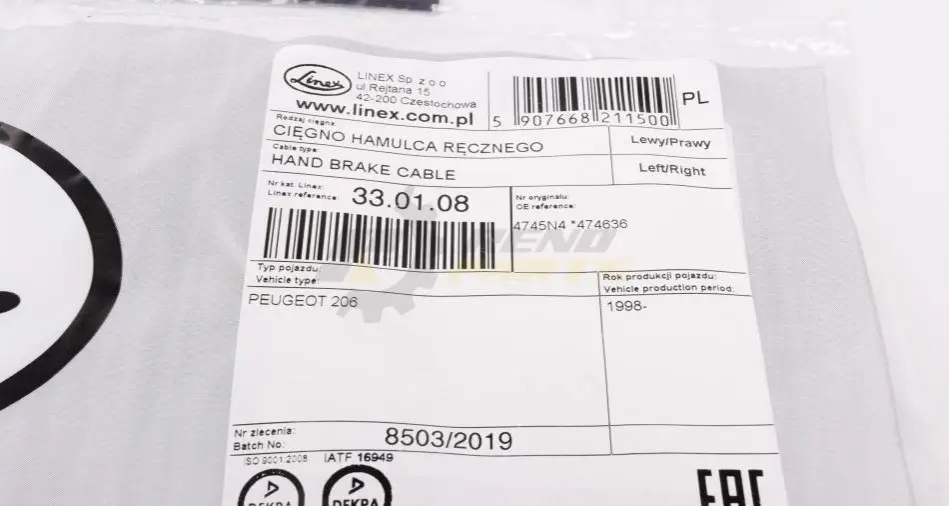 Linex
LINEX Sp. z o o
ul.Rejtana 15
42-200 Częstochowa
www.linex.com.pl
5 907668 211500
PL
Rodzaj cięgna:
CIĘGNO HAMULCA RĘCZNEGO
Lewy/Prawy
Cable type:
HAND BRAKE CABLE
Left/Right
Nr kat. Linex:
Linex reference:
33.01.08
Nr oryginału:
OE reference:
4745N4 *474636
Typ pojazdu:
Vehicle type:
PEUGEOT 206
Rok produkcji pojazdu:
Vehicle production period:
1998-
Nr zlecenia:
Batch No:
8503/2019
ISO 9001:2008
IATF 16949
DEKRA
DEKRA
EAC